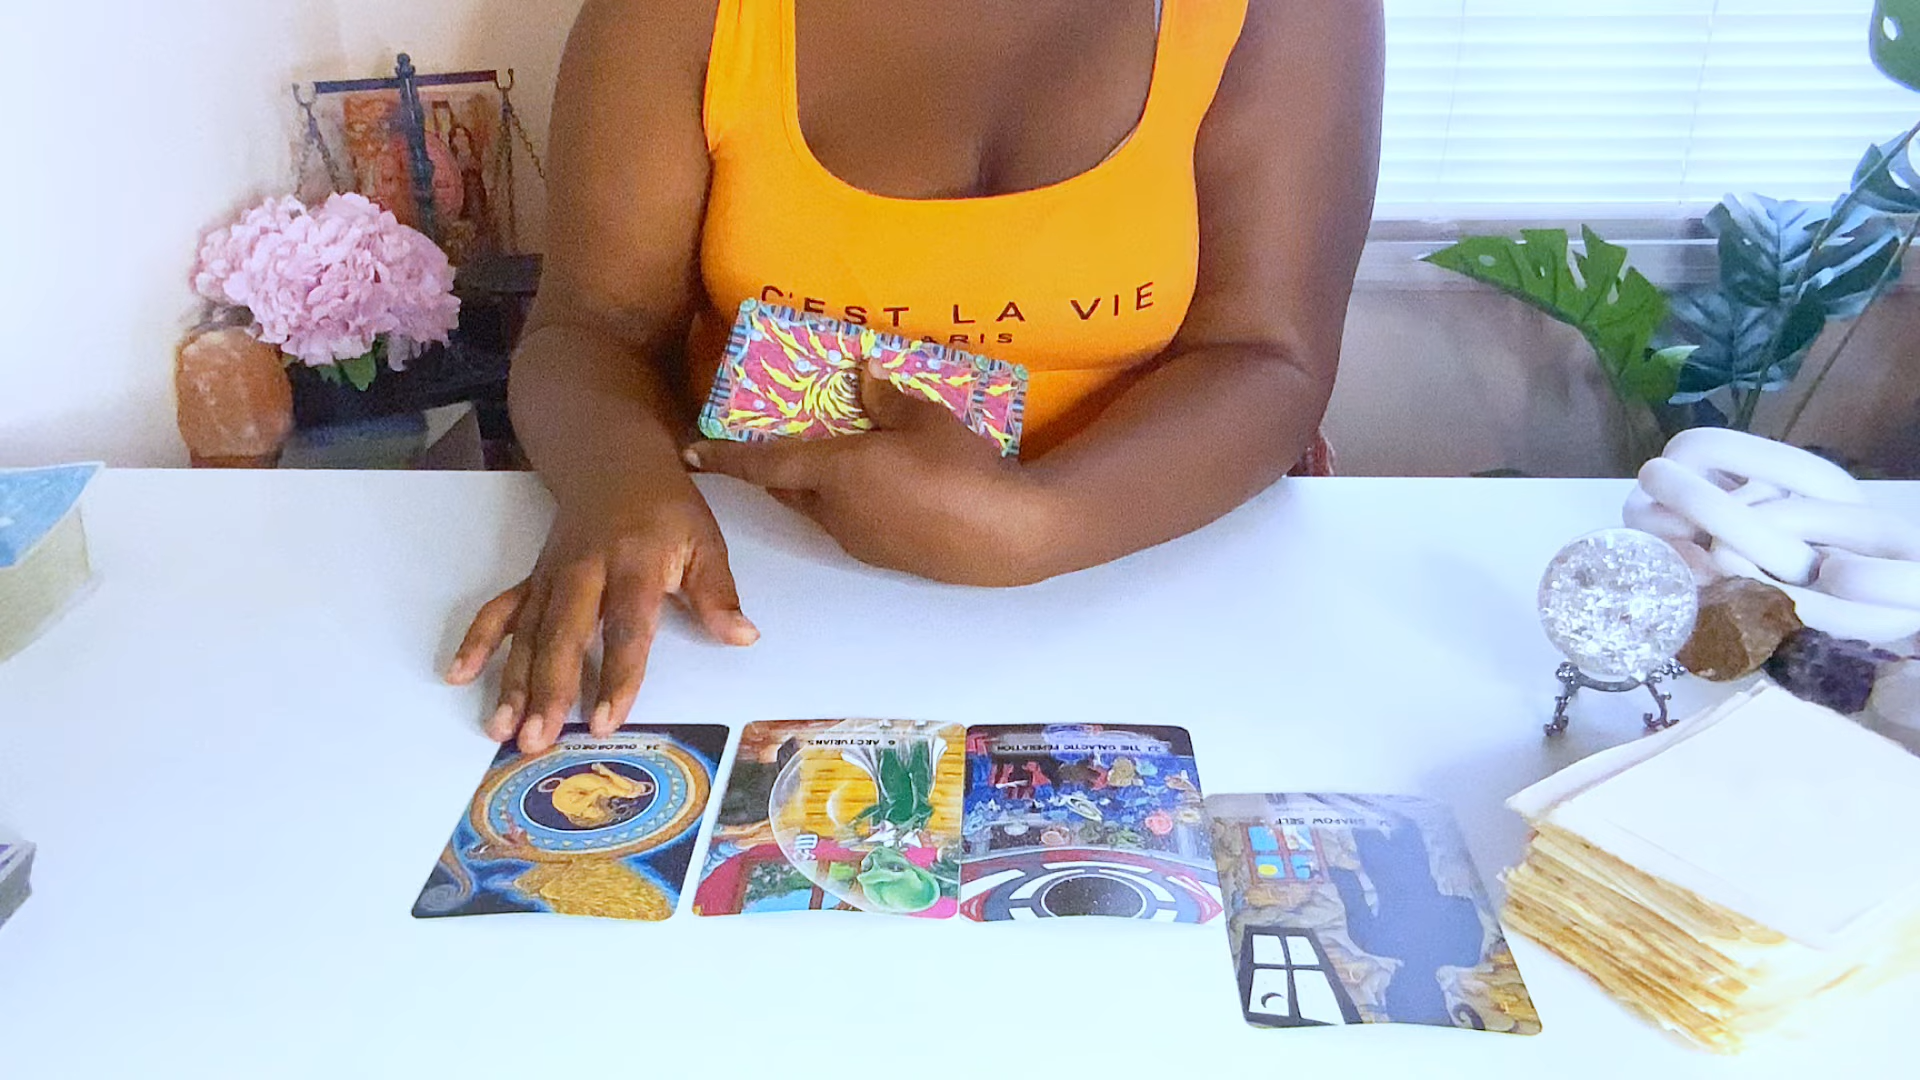 C'EST LA VIE
PARIS
34 OUROBOROS
6 ARCTURIANS
22 THE GALACTIC FEDERATION
SHADOW SELF